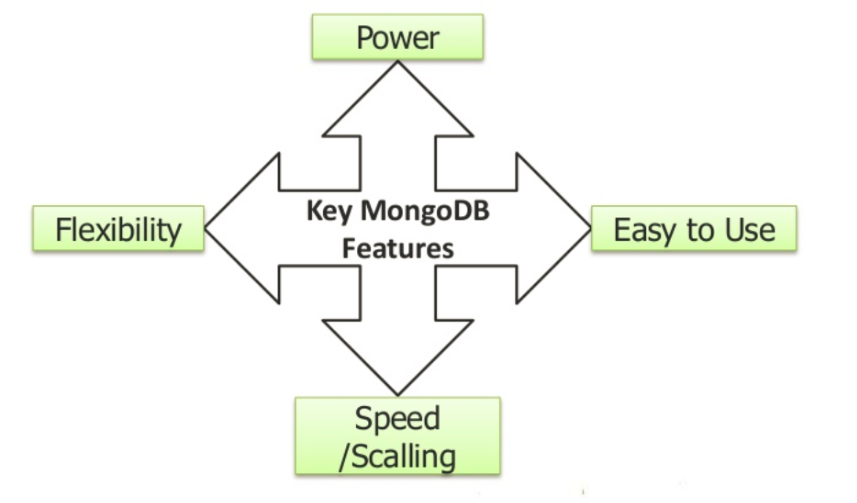 Power
Flexibility
Key MongoDB
Features
Easy to Use
Speed
/Scalling